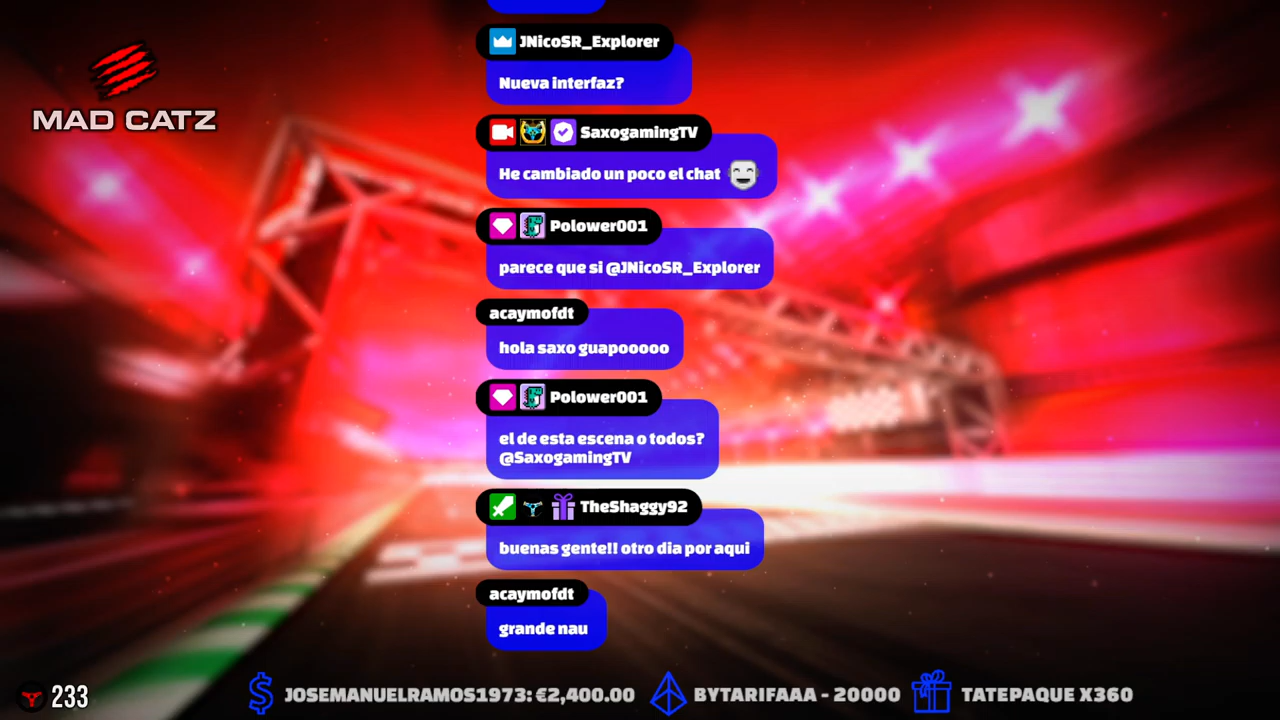 MAD CATZ
JNicoSR_Explorer
Nueva interfaz?
SaxogamingTV
He cambiado un poco el chat
Polower001
parece que si @JNicoSR_Explorer
acaymofdt
hola saxo guapooooo
Polower001
el de esta escena o todos?
@SaxogamingTV
TheShaggy92
buenas gente!! otro dia por aqui
acaymofdt
grande nau
233
JOSEMANUELRAMOS1973: €2,400.00
BYTARIFAAA - 20000
TATEPAQUE X360